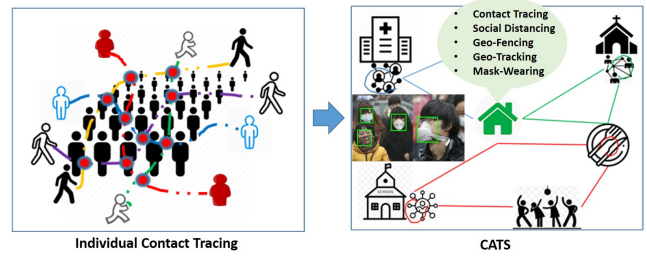 • Contact Tracing
• Social Distancing
• Geo-Fencing
• Geo-Tracking
• Mask-Wearing
SCHOOL
Individual Contact Tracing
CATS